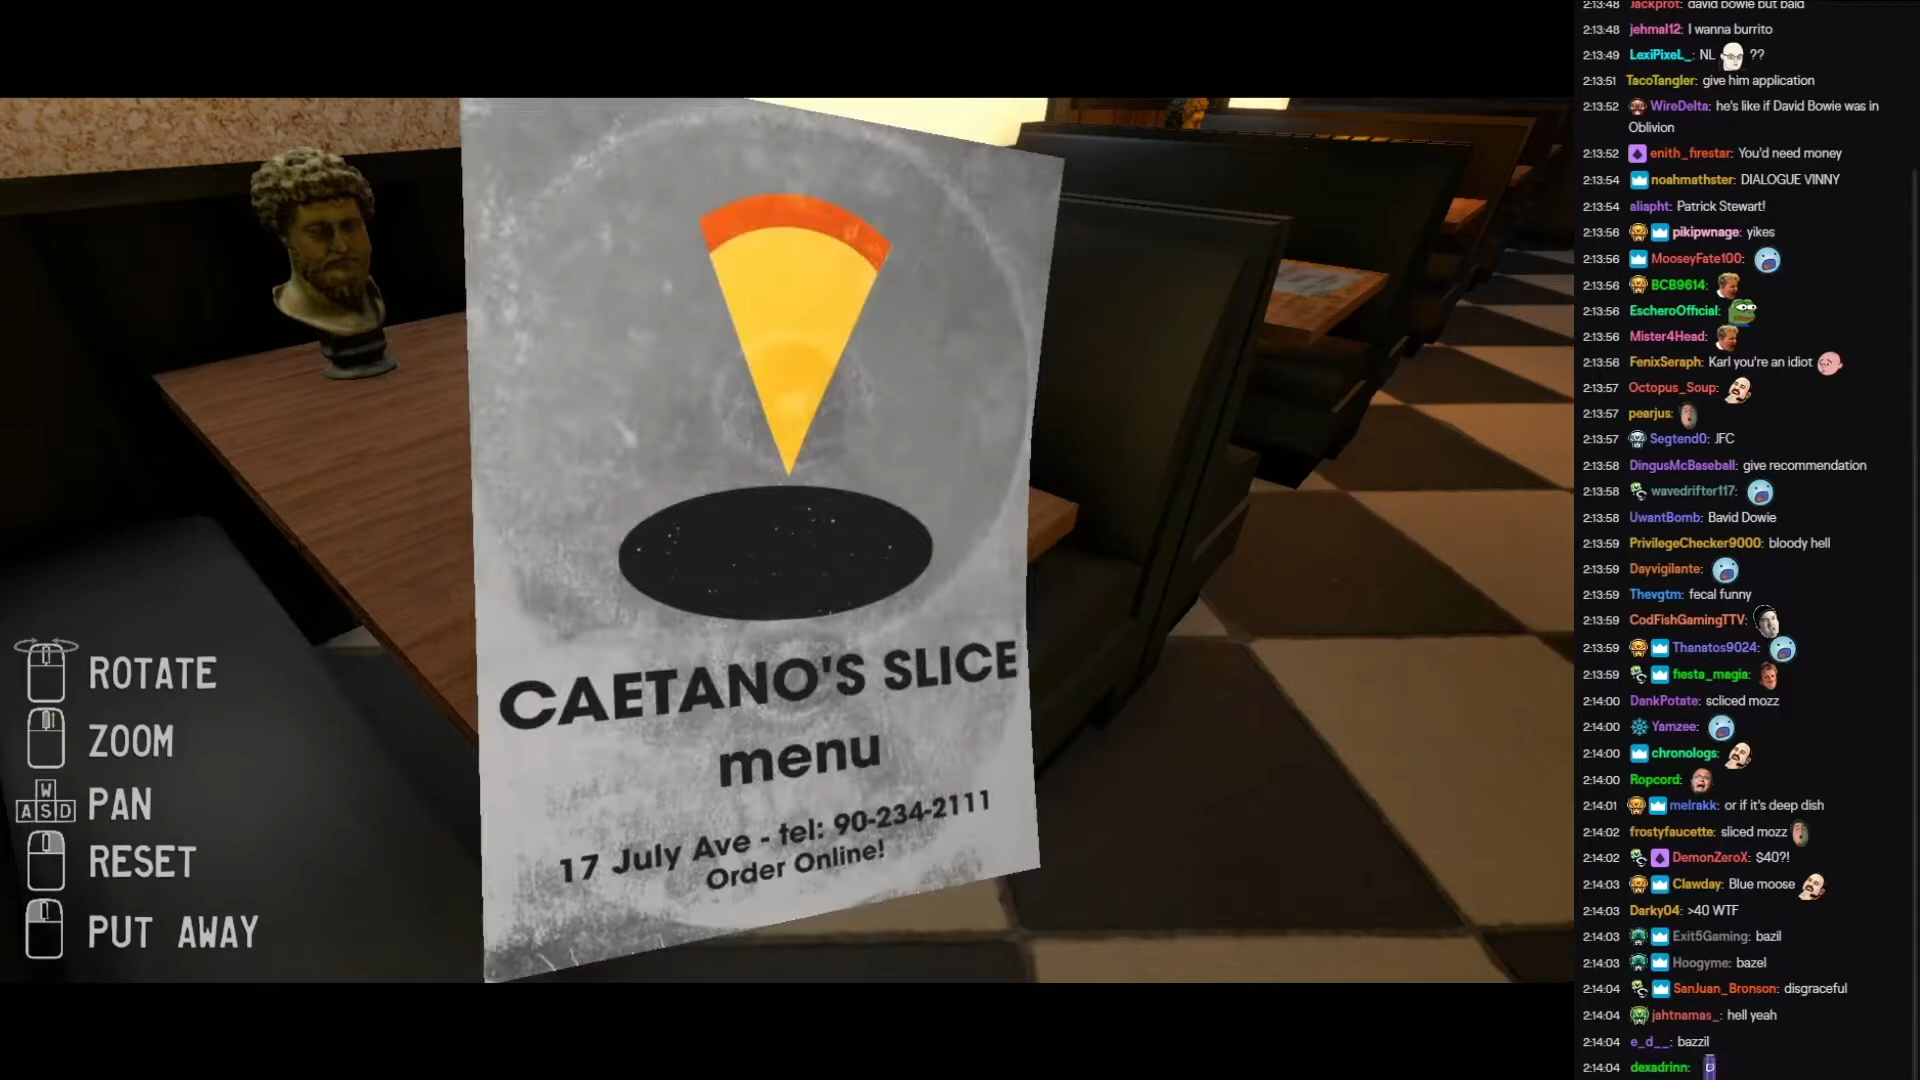 CAETANO'S SLICE
menu
17 July Ave - tel: 90-234-2111
Order Online!
ROTATE
ZOOM
W
A S D PAN
RESET
PUT AWAY
2:13:48 Jackprot: david bowie but bald
2:13:48 jehmal12: I wanna burrito
2:13:49 LexiPixeL_: NL ??
2:13:51 TacoTangler: give him application
2:13:52 WireDelta: he's like if David Bowie was in
Oblivion
2:13:52 enith_firestar: You'd need money
2:13:54 noahmathster: DIALOGUE VINNY
2:13:54 aliapht: Patrick Stewart!
2:13:56 pikipwnage: yikes
2:13:56 MooseyFate100:
2:13:56 BCB9614:
2:13:56 EscheroOfficial:
2:13:56 Mister4Head:
2:13:56 FenixSeraph: Karl you're an idiot
2:13:57 Octopus_Soup:
2:13:57 pearjus:
2:13:57 Segtend0: JFC
2:13:58 DingusMcBaseball: give recommendation
2:13:58 wavedrifter117:
2:13:58 UwantBomb: Bavid Dowie
2:13:59 PrivilegeChecker9000: bloody hell
2:13:59 Dayvigilante:
2:13:59 Thevgtm: fecal funny
2:13:59 CodFishGamingTTV:
2:13:59 Thanatos9024:
2:13:59 fiesta_magia:
2:14:00 DankPotate: scliced mozz
2:14:00 Yamzee:
2:14:00 chronologs:
2:14:00 Ropcord:
2:14:01 melrakk: or if it's deep dish
2:14:02 frostyfaucette: sliced mozz
2:14:02 DemonZeroX: $40?!
2:14:03 Clawday: Blue moose
2:14:03 Darky04: >40 WTF
2:14:03 Exit5Gaming: bazil
2:14:03 Hoogyme: bazel
2:14:04 SanJuan_Bronson: disgraceful
2:14:04 jahtnamas_: hell yeah
2:14:04 e_d__: bazzil
2:14:04 dexadrinn: